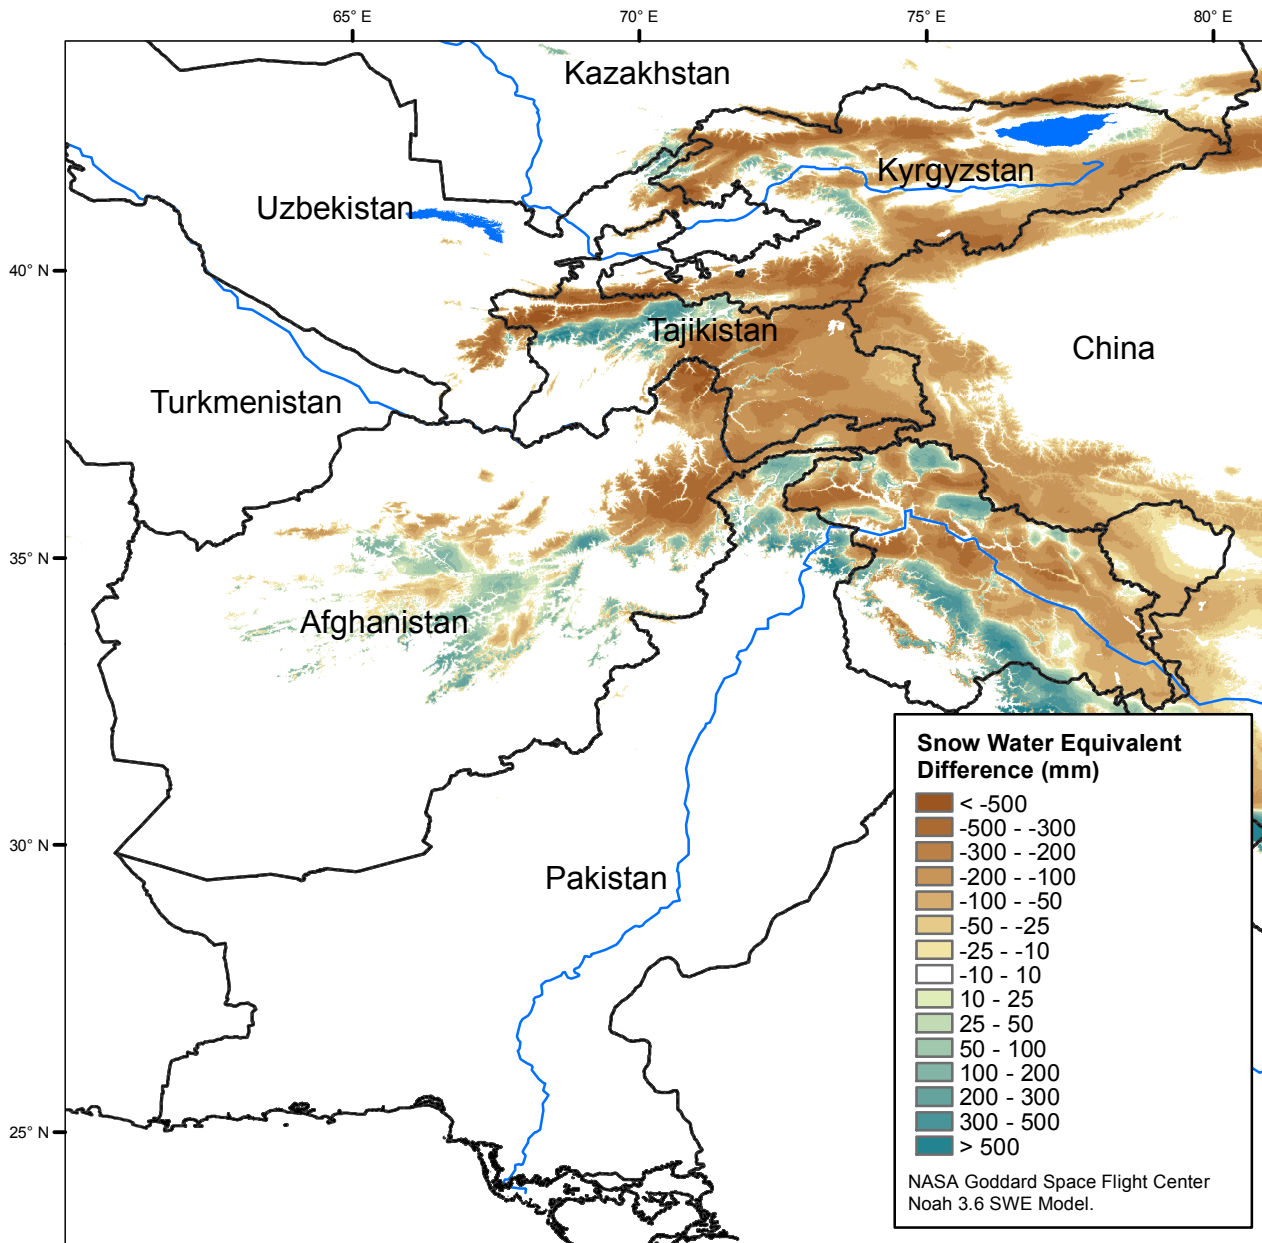 65° E
70° E
75° E
80° E
Kazakhstan
Kyrgyzstan
Uzbekistan
40° N
Tajikistan
China
Turkmenistan
35° N
Afghanistan
Snow Water Equivalent
Difference (mm)
< -500
-500 - -300
-300 - -200
-200 - -100
-100 - -50
-50 - -25
-25 - -10
-10 - 10
10 - 25
25 - 50
50 - 100
100 - 200
200 - 300
300 - 500
> 500
NASA Goddard Space Flight Center
Noah 3.6 SWE Model.
30° N
Pakistan
25° N